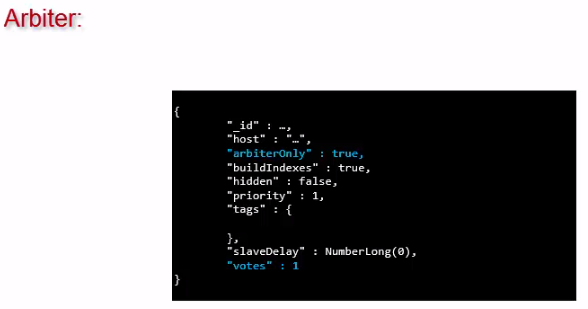 Arbiter:
{
"_id" : …,
"host" : "…",
"arbiterOnly" : true,
"buildIndexes" : true,
"hidden" : false,
"priority" : 1,
"tags" : {
},
"slaveDelay" : NumberLong(0),
"votes" : 1
}